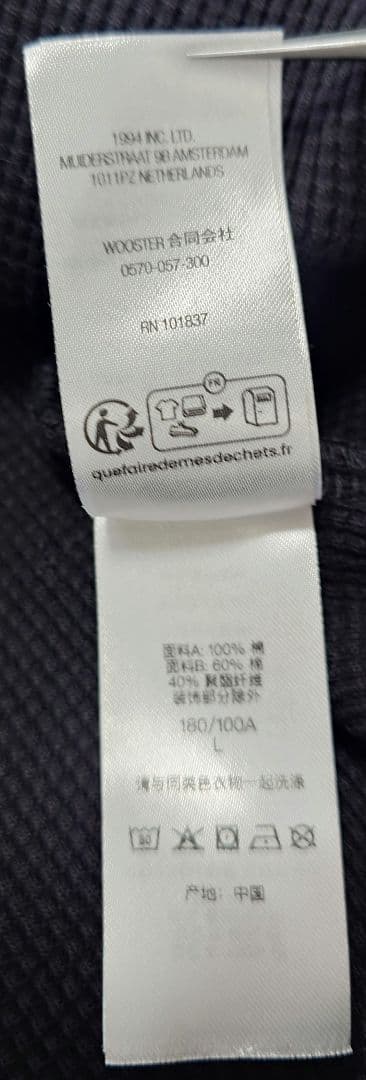 1994 INC. LTD.
MUIDERSTRAAT 9B AMSTERDAM
1011PZ NETHERLANDS
WOOSTER 合同会社
0570-057-300
RN 101837
FR
quefairedemesdechets.fr
面料A: 100% 棉
面料B: 60% 棉
40% 聚酯纤维
装饰部分除外
180/100A
L
请与同类色衣物一起洗涤
30
产地: 中国